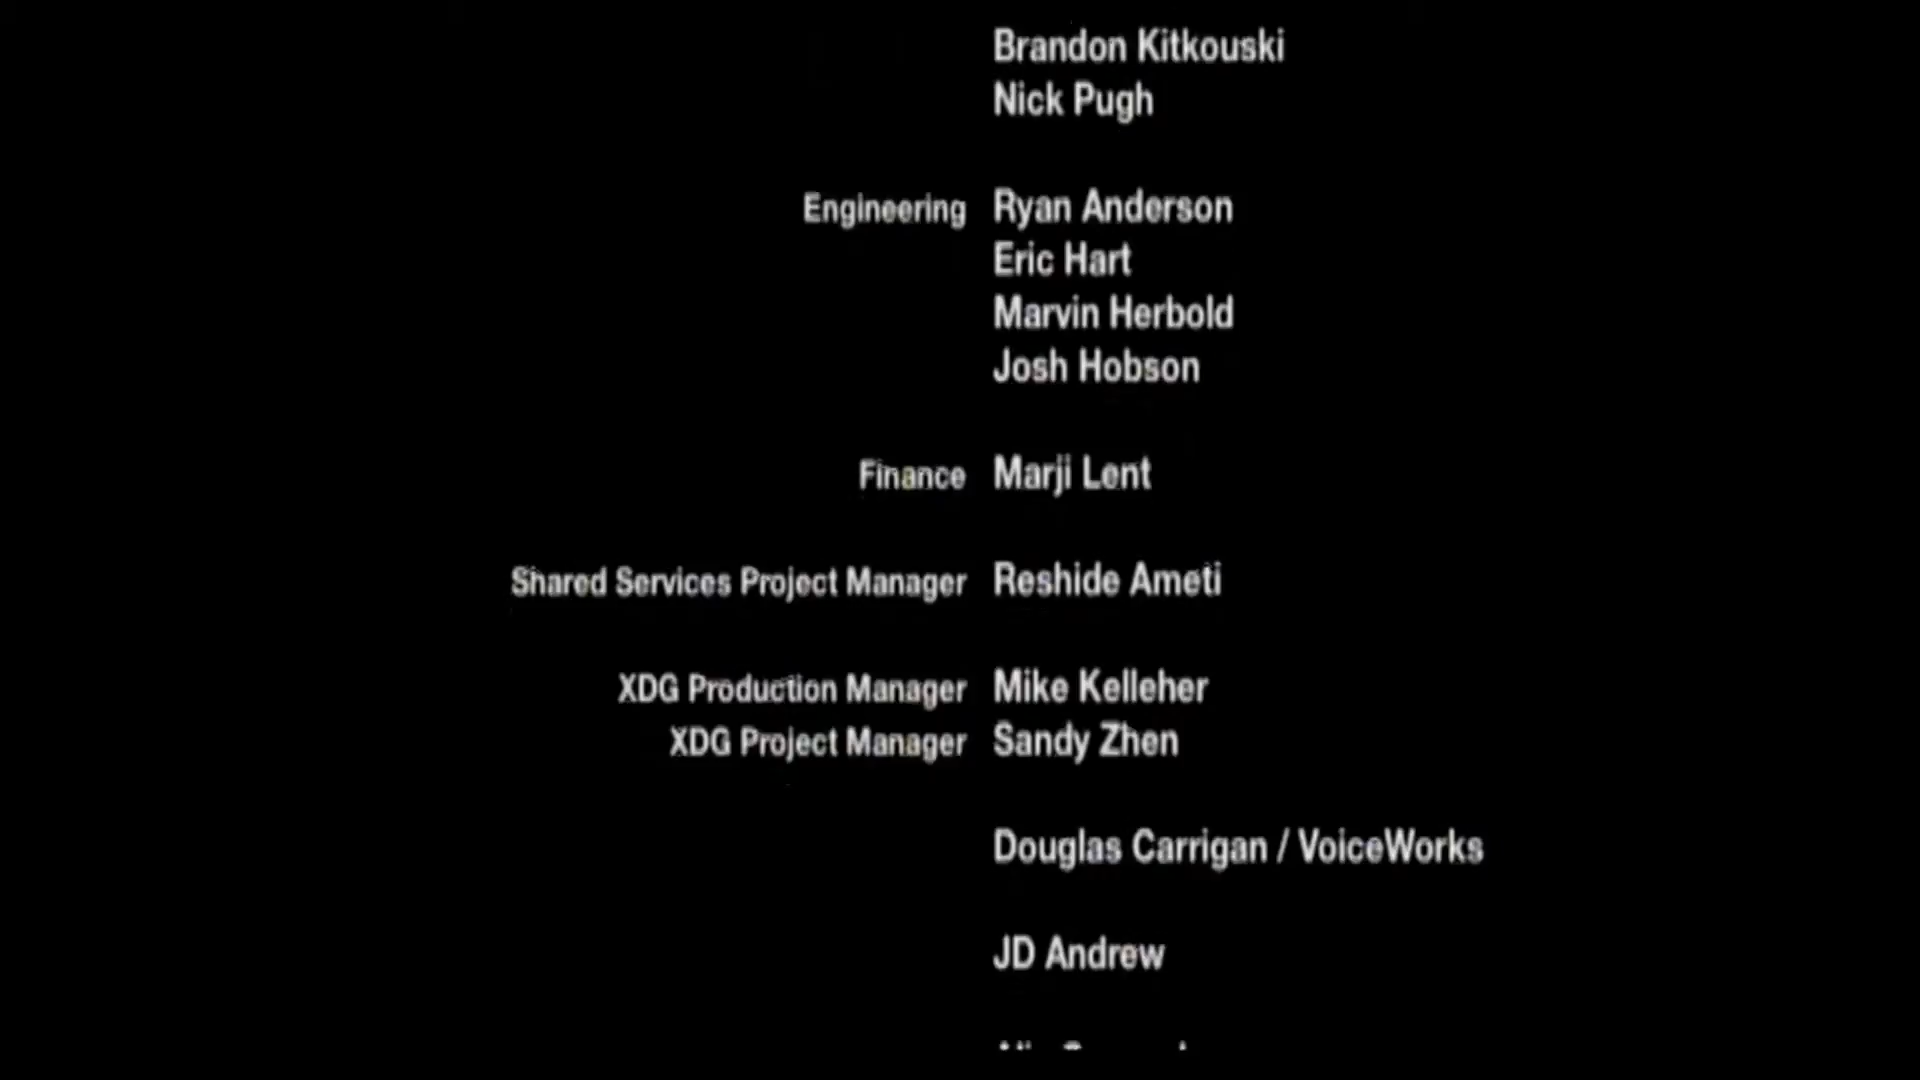 Brandon Kitkouski
Nick Pugh
Engineering Ryan Anderson
Eric Hart
Marvin Herbold
Josh Hobson
Finance Marji Lent
Shared Services Project Manager Reshide Ameti
XDG Production Manager Mike Kelleher
XDG Project Manager Sandy Zhen
Douglas Carrigan / VoiceWorks
JD Andrew